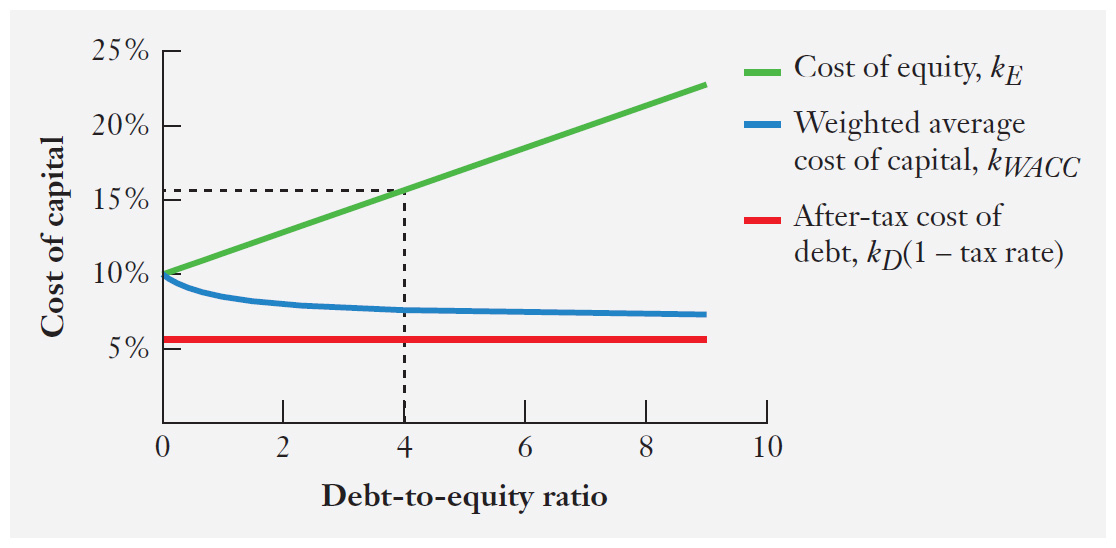 25%
20%
15%
10%
5%
Cost of capital
0 2 4 6 8 10
Debt-to-equity ratio
Cost of equity, kE
Weighted average
cost of capital, kWACC
After-tax cost of
debt, kD(1 – tax rate)